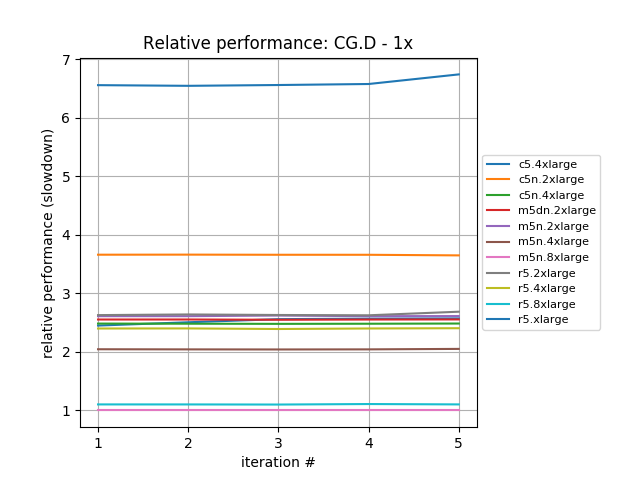 Relative performance: CG.D - 1x
relative performance (slowdown)
7
6
5
4
3
2
1
1 2 3 4 5
iteration #
c5.4xlarge
c5n.2xlarge
c5n.4xlarge
m5dn.2xlarge
m5n.2xlarge
m5n.4xlarge
m5n.8xlarge
r5.2xlarge
r5.4xlarge
r5.8xlarge
r5.xlarge